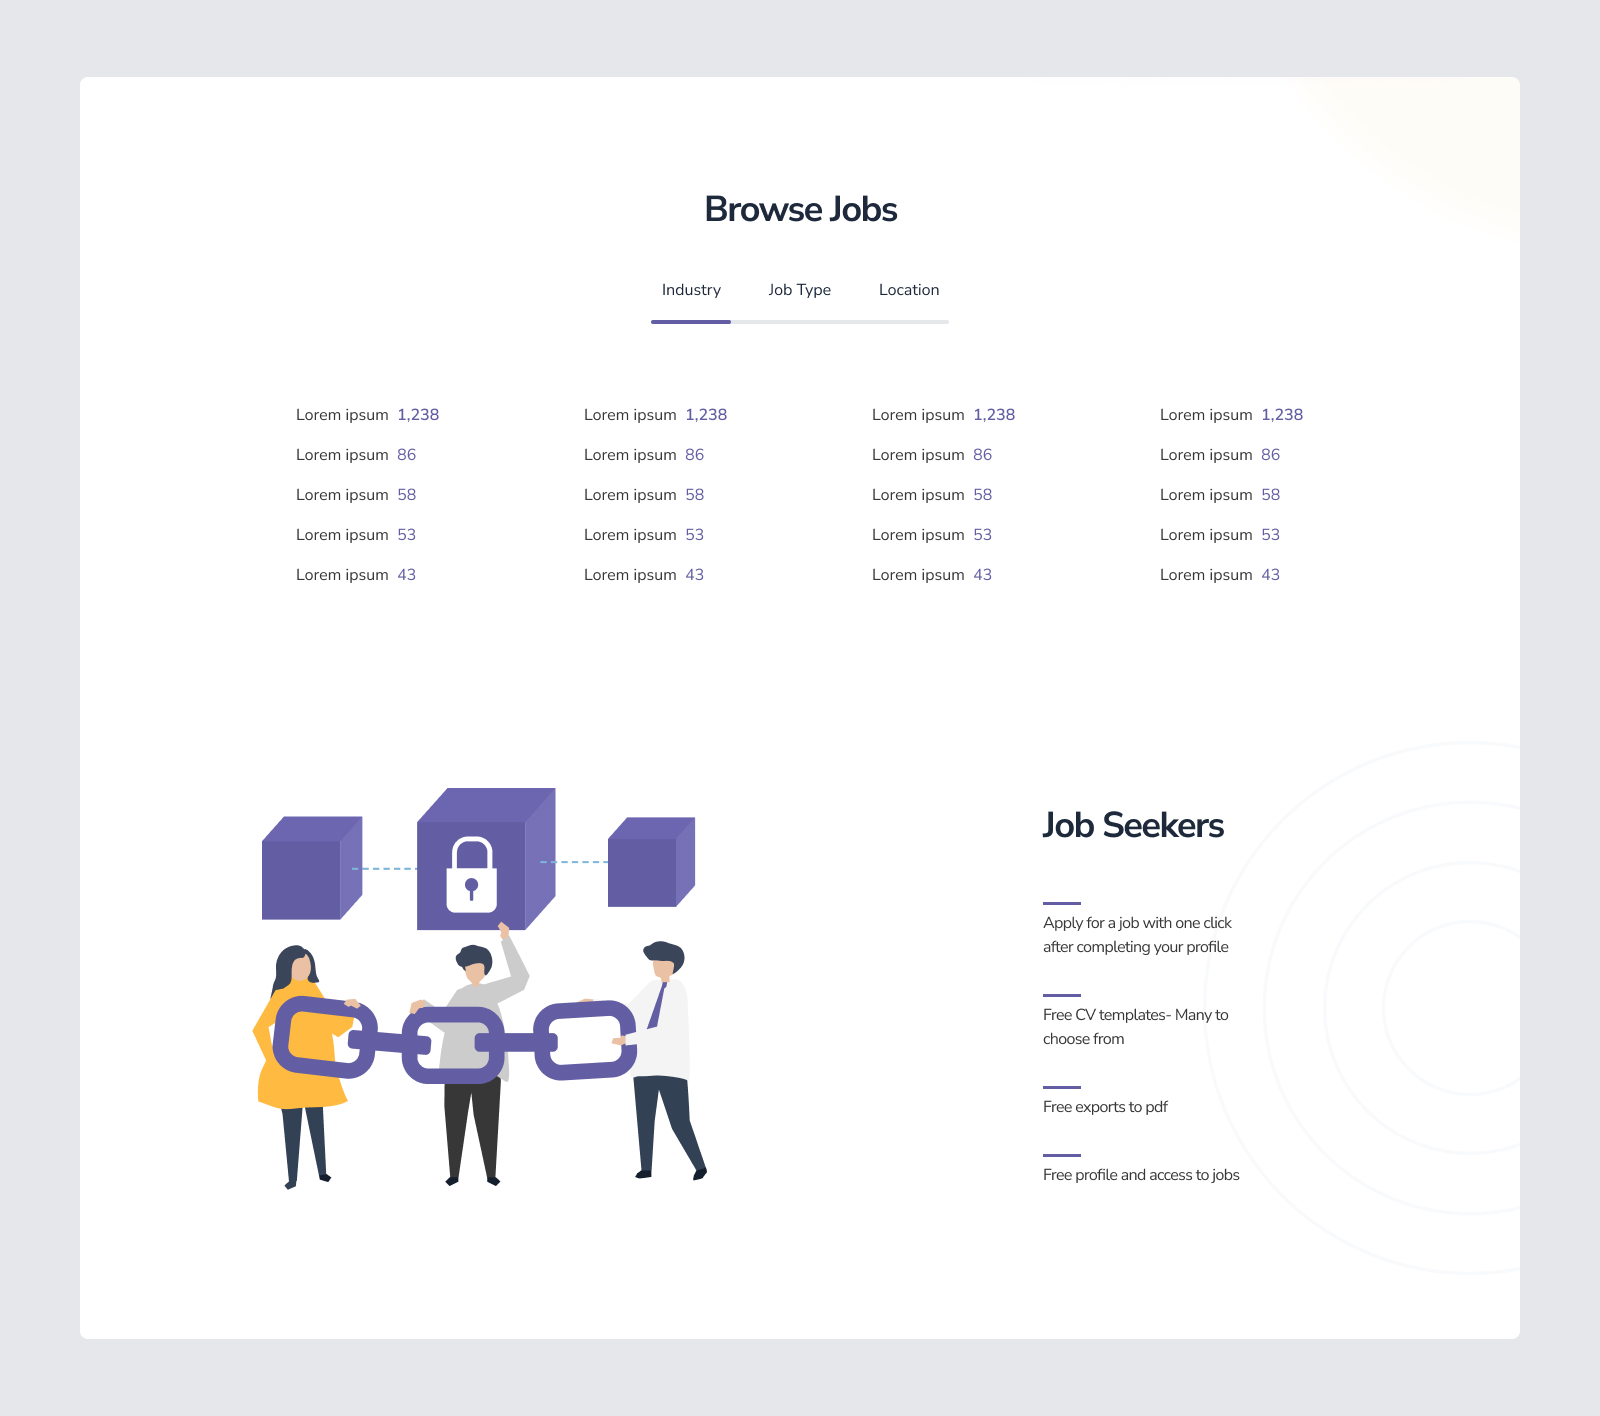 Browse Jobs
Industry Job Type Location
Lorem ipsum 1,238 Lorem ipsum 1,238 Lorem ipsum 1,238 Lorem ipsum 1,238
Lorem ipsum 86 Lorem ipsum 86 Lorem ipsum 86 Lorem ipsum 86
Lorem ipsum 58 Lorem ipsum 58 Lorem ipsum 58 Lorem ipsum 58
Lorem ipsum 53 Lorem ipsum 53 Lorem ipsum 53 Lorem ipsum 53
Lorem ipsum 43 Lorem ipsum 43 Lorem ipsum 43 Lorem ipsum 43
Job Seekers
Apply for a job with one click
after completing your profile
Free CV templates- Many to
choose from
Free exports to pdf
Free profile and access to jobs